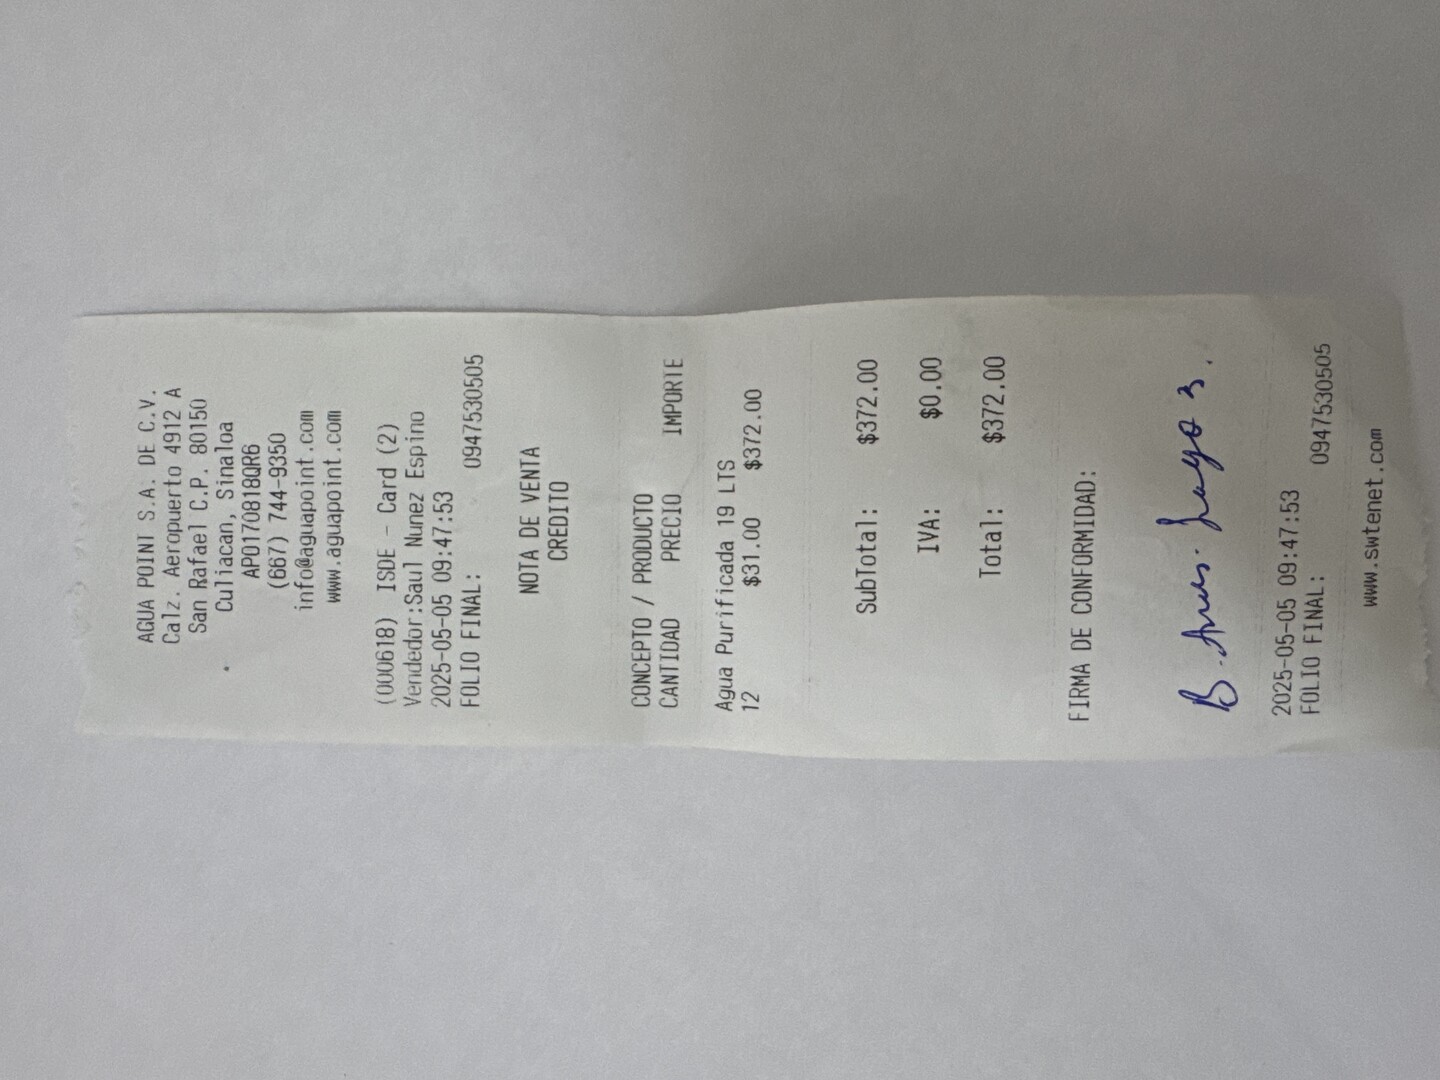 AGUA POINT S.A. DE C.V.
Calz. Aeropuerto 4912 A
San Rafael C.P. 80150
Culiacan, Sinaloa
APO170818QR6
(667) 744-9350
info@aguapoint.com
www.aguapoint.com
(000618) ISDE - Card (2)
Vendedor:Saul Nunez Espino
2025-05-05 09:47:53
FOLIO FINAL: 0947530505
NOTA DE VENTA
CREDITO
CONCEPTO / PRODUCTO
CANTIDAD PRECIO IMPORTE
Agua Purificada 19 LTS
12 $31.00 $372.00
SubTotal: $372.00
IVA: $0.00
Total: $372.00
FIRMA DE CONFORMIDAD:
B.
2025-05-05 09:47:53
FOLIO FINAL: 0947530505
www.swtenet.com